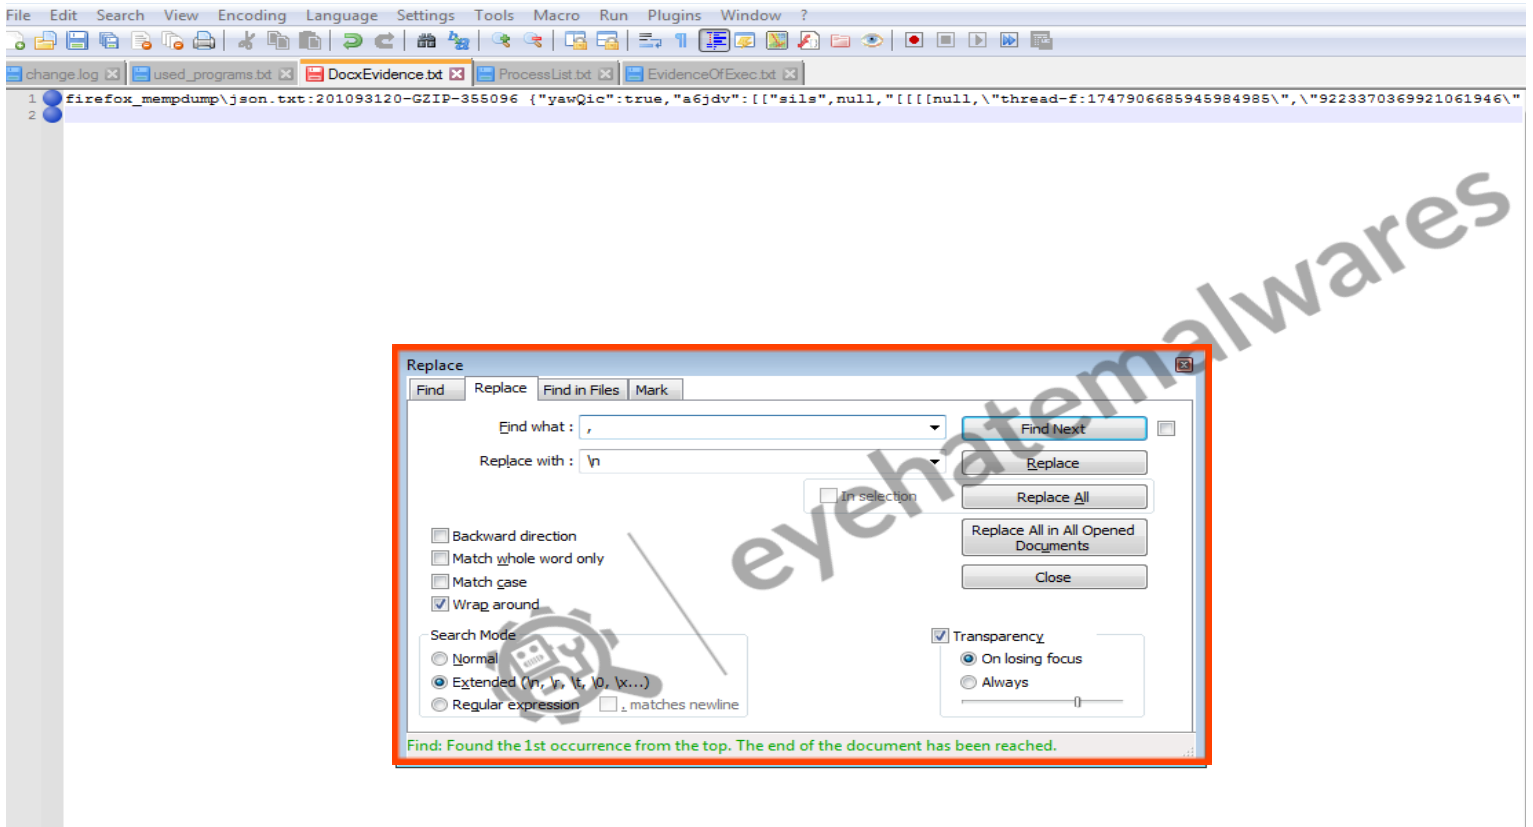 File Edit Search View Encoding Language Settings Tools Macro Run Plugins Window ?
change.log used_programs.txt DocxEvidence.txt ProcessList.txt EvidenceOfExec.txt
1 firefox_mempdump\json.txt:201093120-GZIP-355096 {"yawQic":true,"a6jdv":[["sils",null,"[[[[null,\"thread-f:1747906685945984985\",\"9223370369921061946\"
2
eyehatemalwares
Replace
Find Replace Find in Files Mark
Find what : , Find Next
Replace with : \n Replace
In selection Replace All
Backward direction Replace All in All Opened Documents
Match whole word only
Match case Close
Wrap around
Search Mode Transparency
Normal On losing focus
Extended (\n, \r, \t, \0, \x...) Always
Regular expression . matches newline
Find: Found the 1st occurrence from the top. The end of the document has been reached.